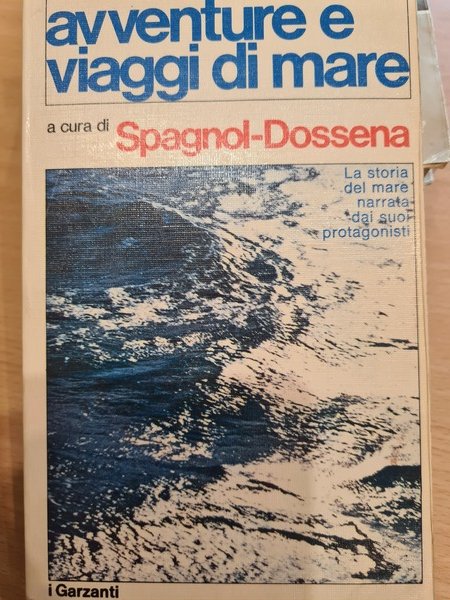 avventure e
viaggi di mare
a cura di Spagnol-Dossena
La storia
del mare
narrata
dai suoi
protagonisti
i Garzanti